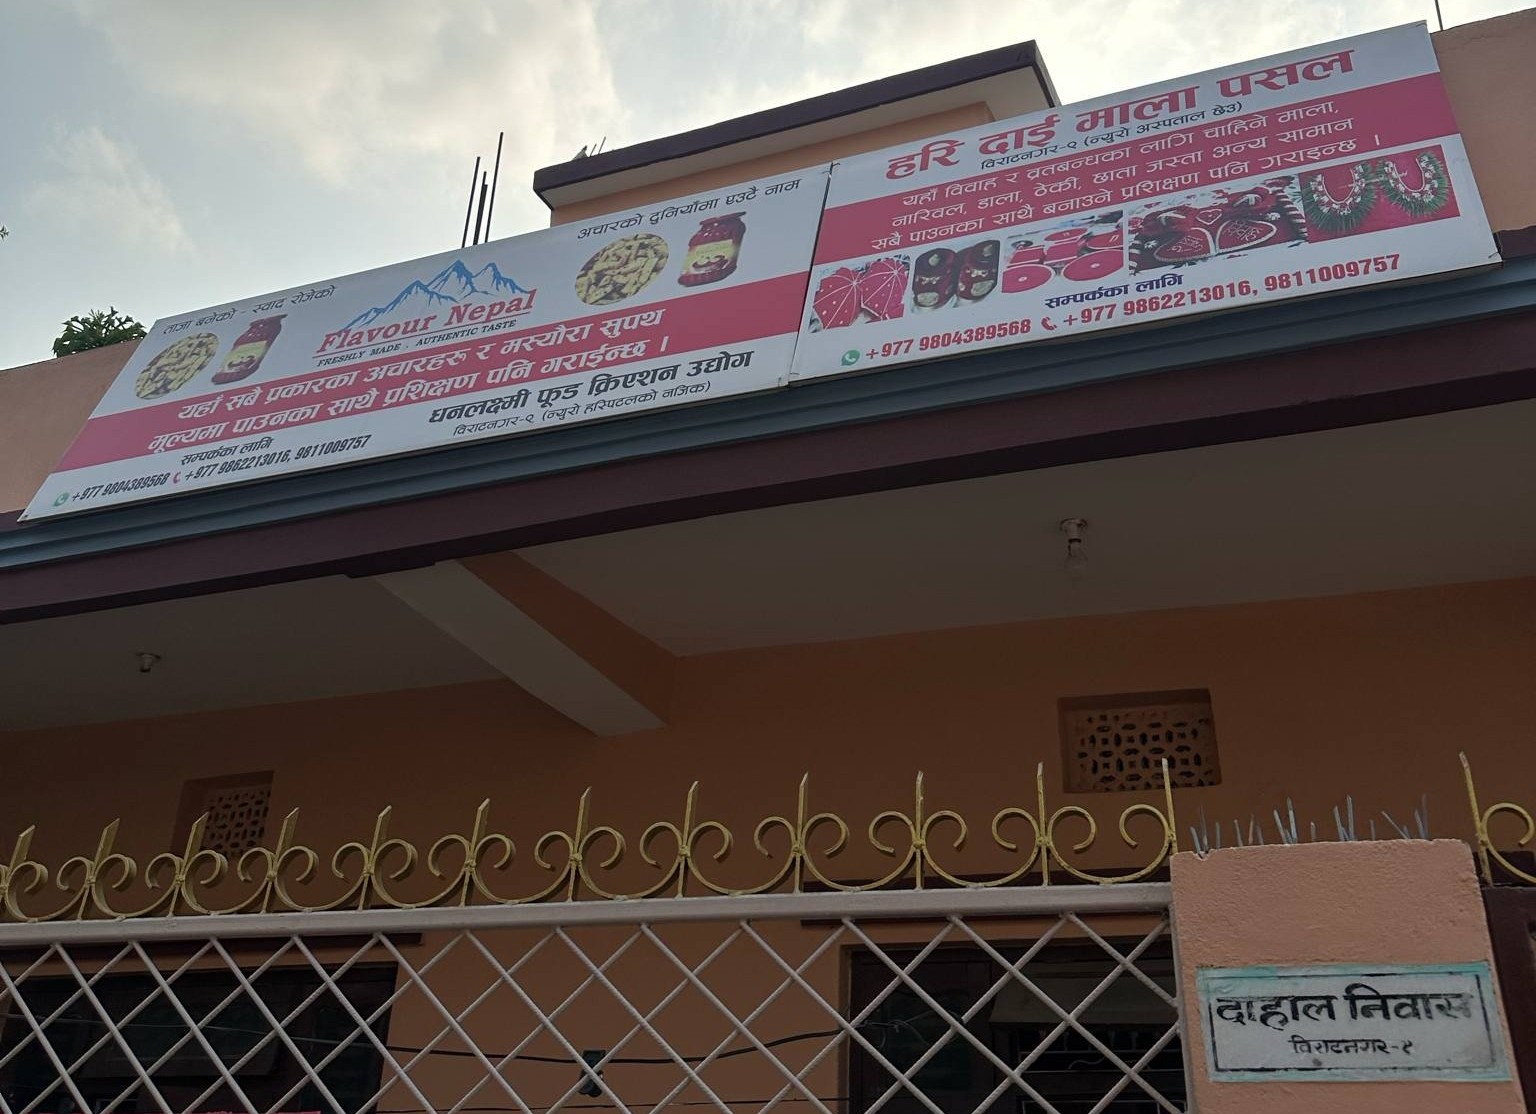 ताजा बनेको - स्वाद रोजेको
अचारको दुनियाँमा एउटै नाम
Flavour Nepal
FRESHLY MADE . AUTHENTIC TASTE
यहाँ सबै प्रकारका अचारहरू र मस्यौरा सुपथ
मूल्यमा पाउनका साथै प्रशिक्षण पनि गराइन्छ ।
सम्पर्कका लागि
+977 9804389568 +977 9862213016, 9811009757
धनलक्ष्मी फूड क्रिएशन उद्योग
विराटनगर-९ (न्युरो हस्पिटलको नजिक)
हरि दाई माला पसल
विराटनगर-९ (न्युरो अस्पताल छेउ)
यहाँ विवाह र व्रतबन्धका लागि चाहिने माला,
नारिवल, डाला, ठेकी, छाता जस्ता अन्य सामान
सबै पाउनका साथै बनाउने प्रशिक्षण पनि गराइन्छ ।
सम्पर्कका लागि
+977 9804389568 +977 9862213016, 9811009757
दाहाल निवास
विराटनगर-९